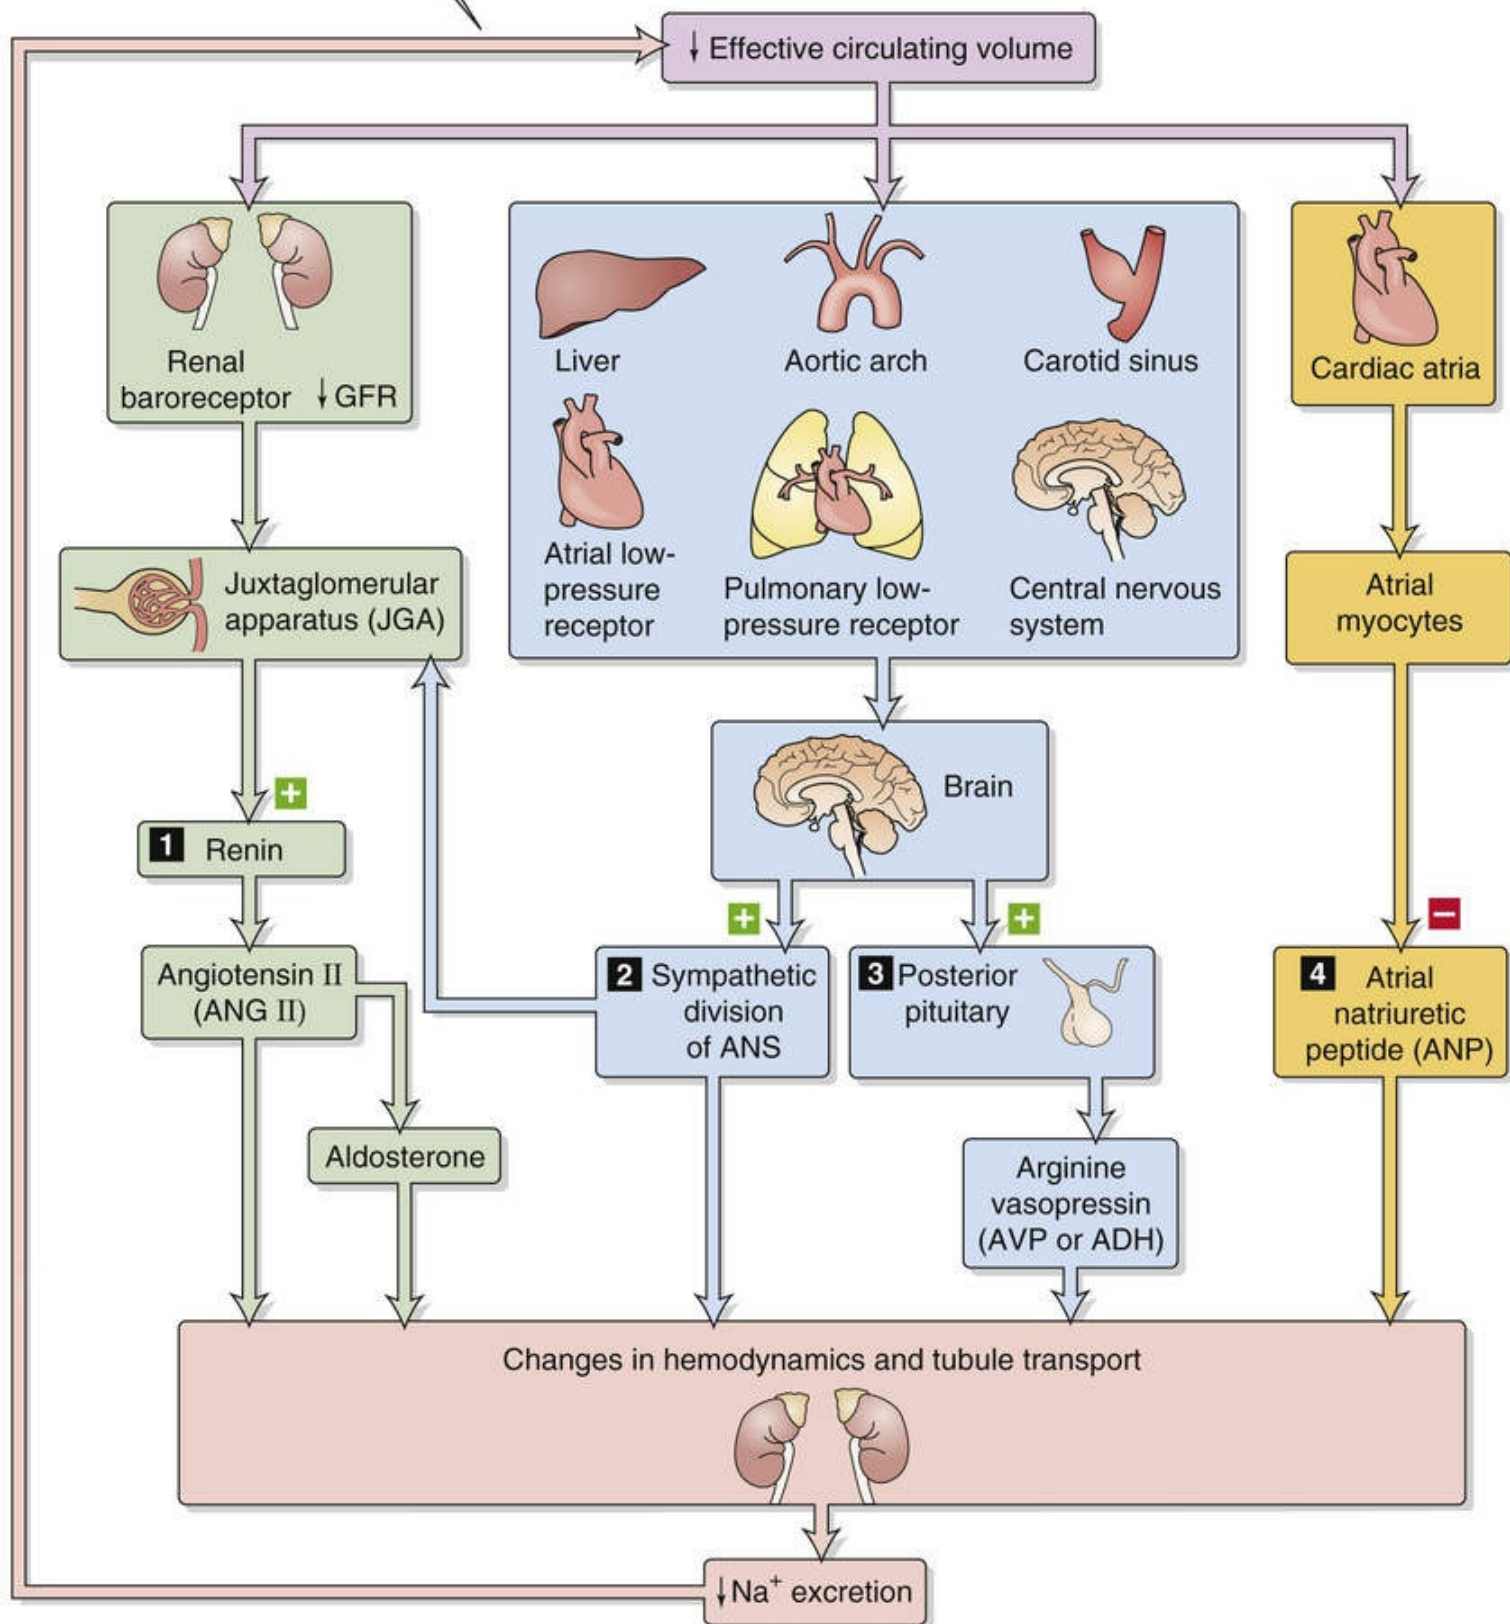 ↓ Effective circulating volume
Renal
baroreceptor ↓ GFR
Liver
Aortic arch
Carotid sinus
Atrial low-
pressure
receptor
Pulmonary low-
pressure receptor
Central nervous
system
Cardiac atria
Juxtaglomerular
apparatus (JGA)
Atrial
myocytes
Brain
+
1 Renin
+
+
−
Angiotensin II
(ANG II)
2 Sympathetic
division
of ANS
3 Posterior
pituitary
4 Atrial
natriuretic
peptide (ANP)
Aldosterone
Arginine
vasopressin
(AVP or ADH)
Changes in hemodynamics and tubule transport
↓Na⁺ excretion